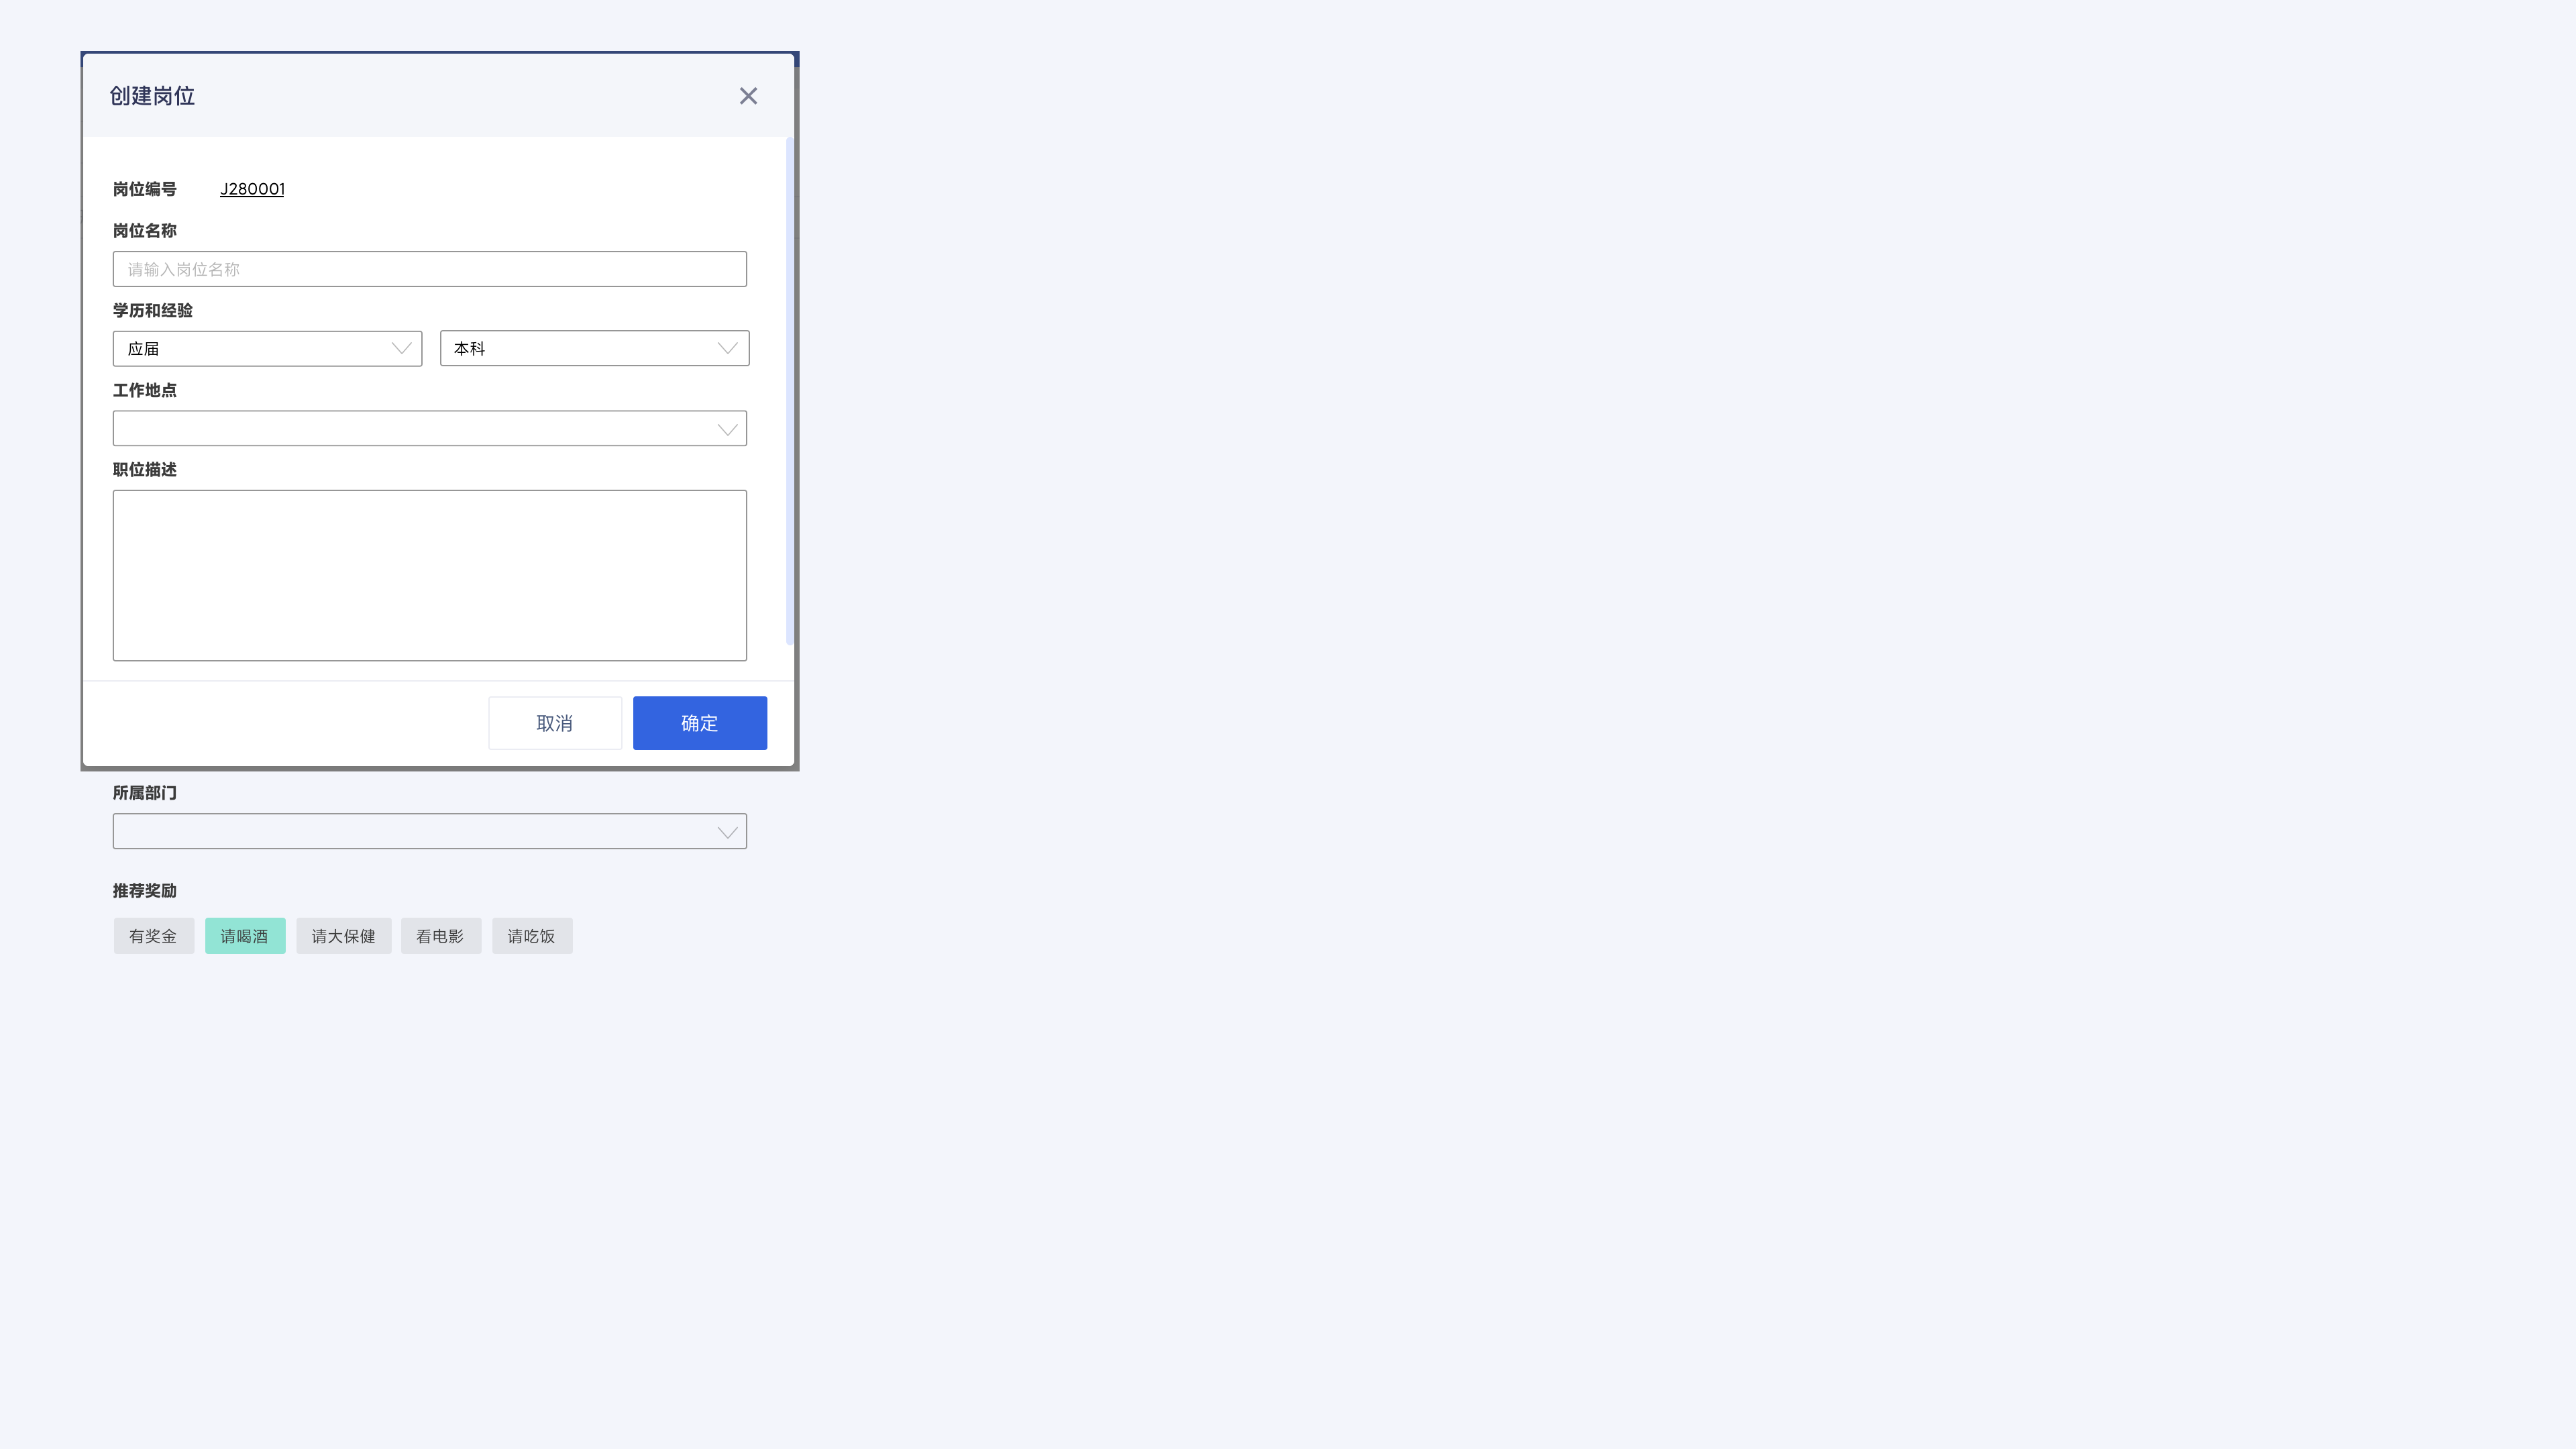 创建岗位
岗位编号 J280001
岗位名称
请输入岗位名称
学历和经验
应届 本科
工作地点
职位描述
取消 确定
所属部门
推荐奖励
有奖金 请喝酒 请大保健 看电影 请吃饭